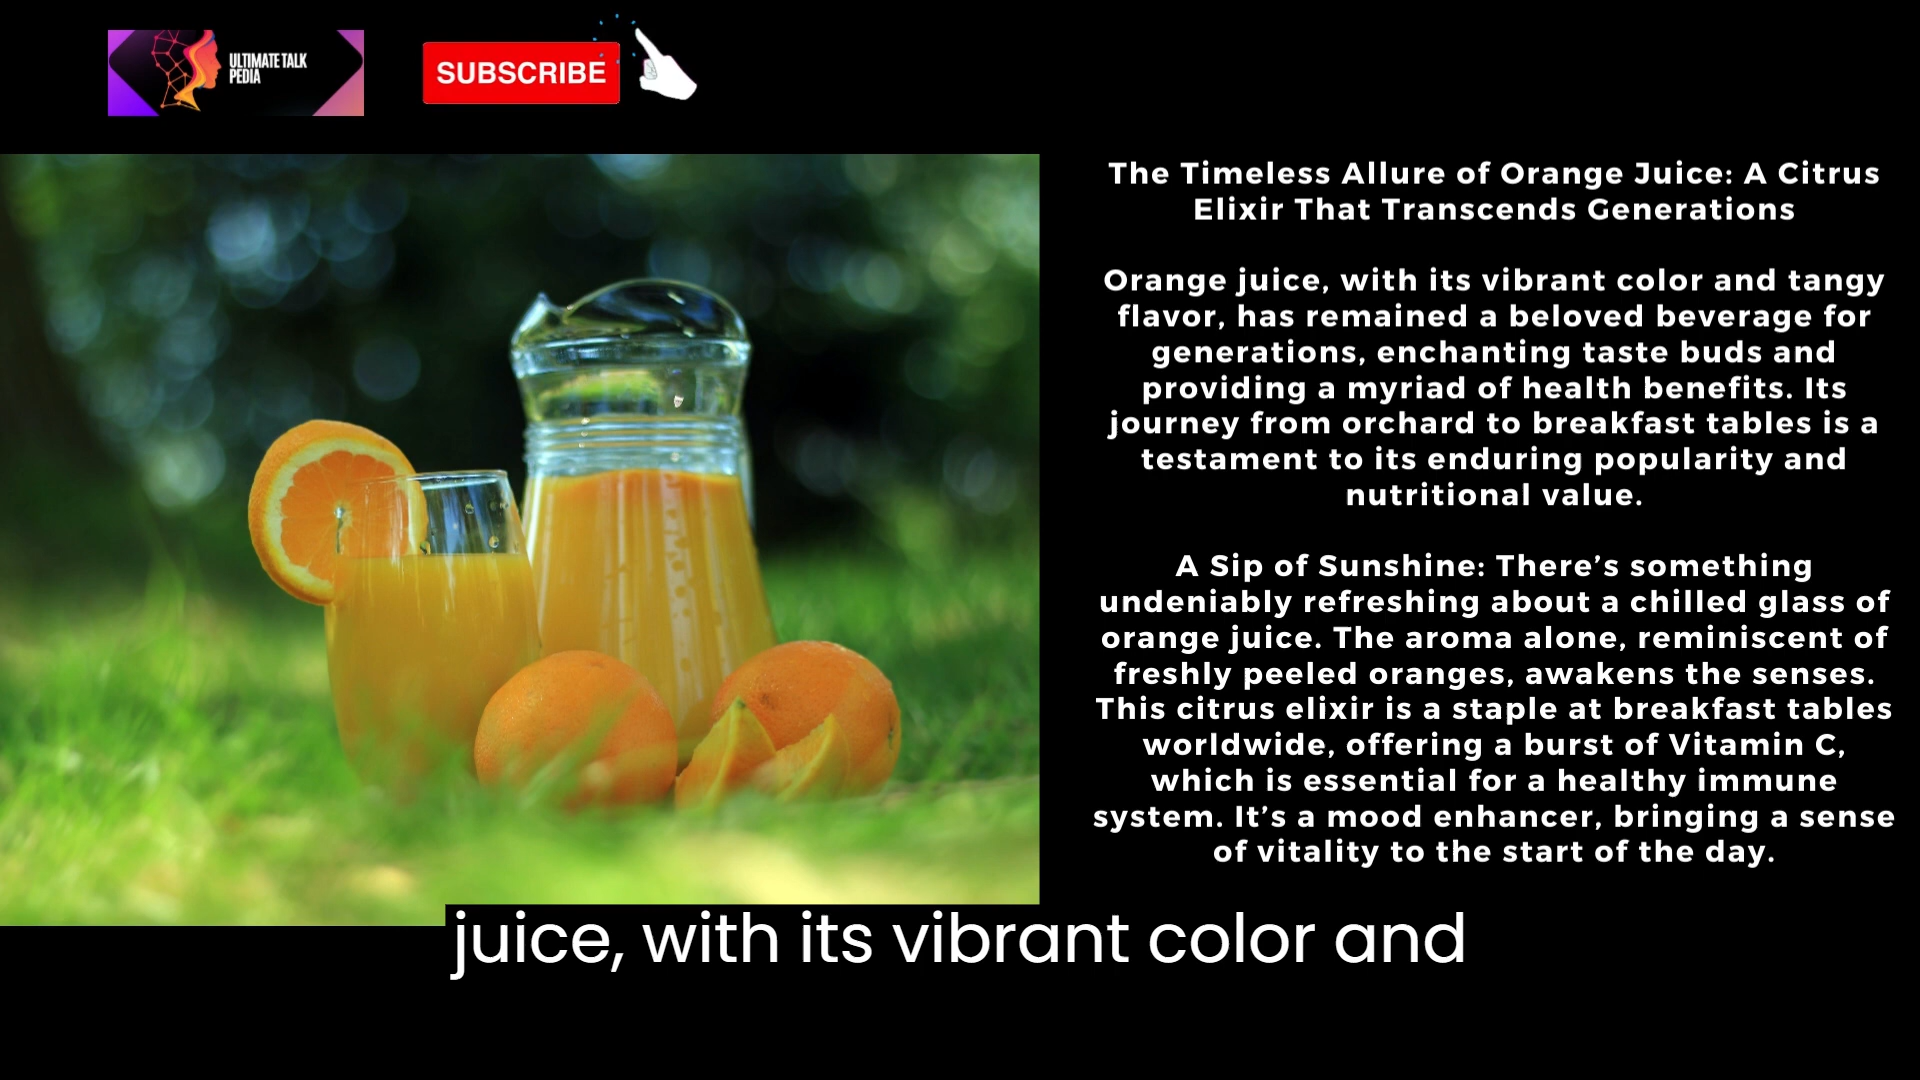 ULTIMATE TALK
PEDIA
SUBSCRIBE
The Timeless Allure of Orange Juice: A Citrus
Elixir That Transcends Generations
Orange juice, with its vibrant color and tangy
flavor, has remained a beloved beverage for
generations, enchanting taste buds and
providing a myriad of health benefits. Its
journey from orchard to breakfast tables is a
testament to its enduring popularity and
nutritional value.
A Sip of Sunshine: There’s something
undeniably refreshing about a chilled glass of
orange juice. The aroma alone, reminiscent of
freshly peeled oranges, awakens the senses.
This citrus elixir is a staple at breakfast tables
worldwide, offering a burst of Vitamin C,
which is essential for a healthy immune
system. It’s a mood enhancer, bringing a sense
of vitality to the start of the day.
juice, with its vibrant color and